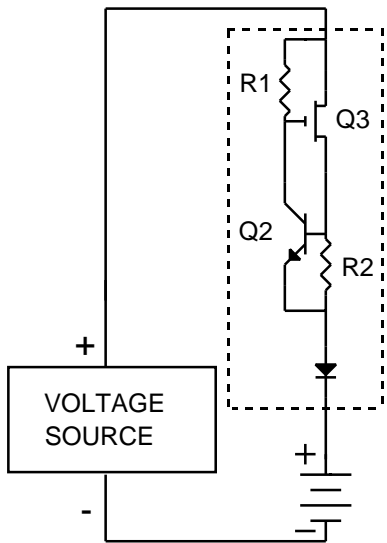 R1
Q3
Q2
R2
+
VOLTAGE
SOURCE
-
+
-